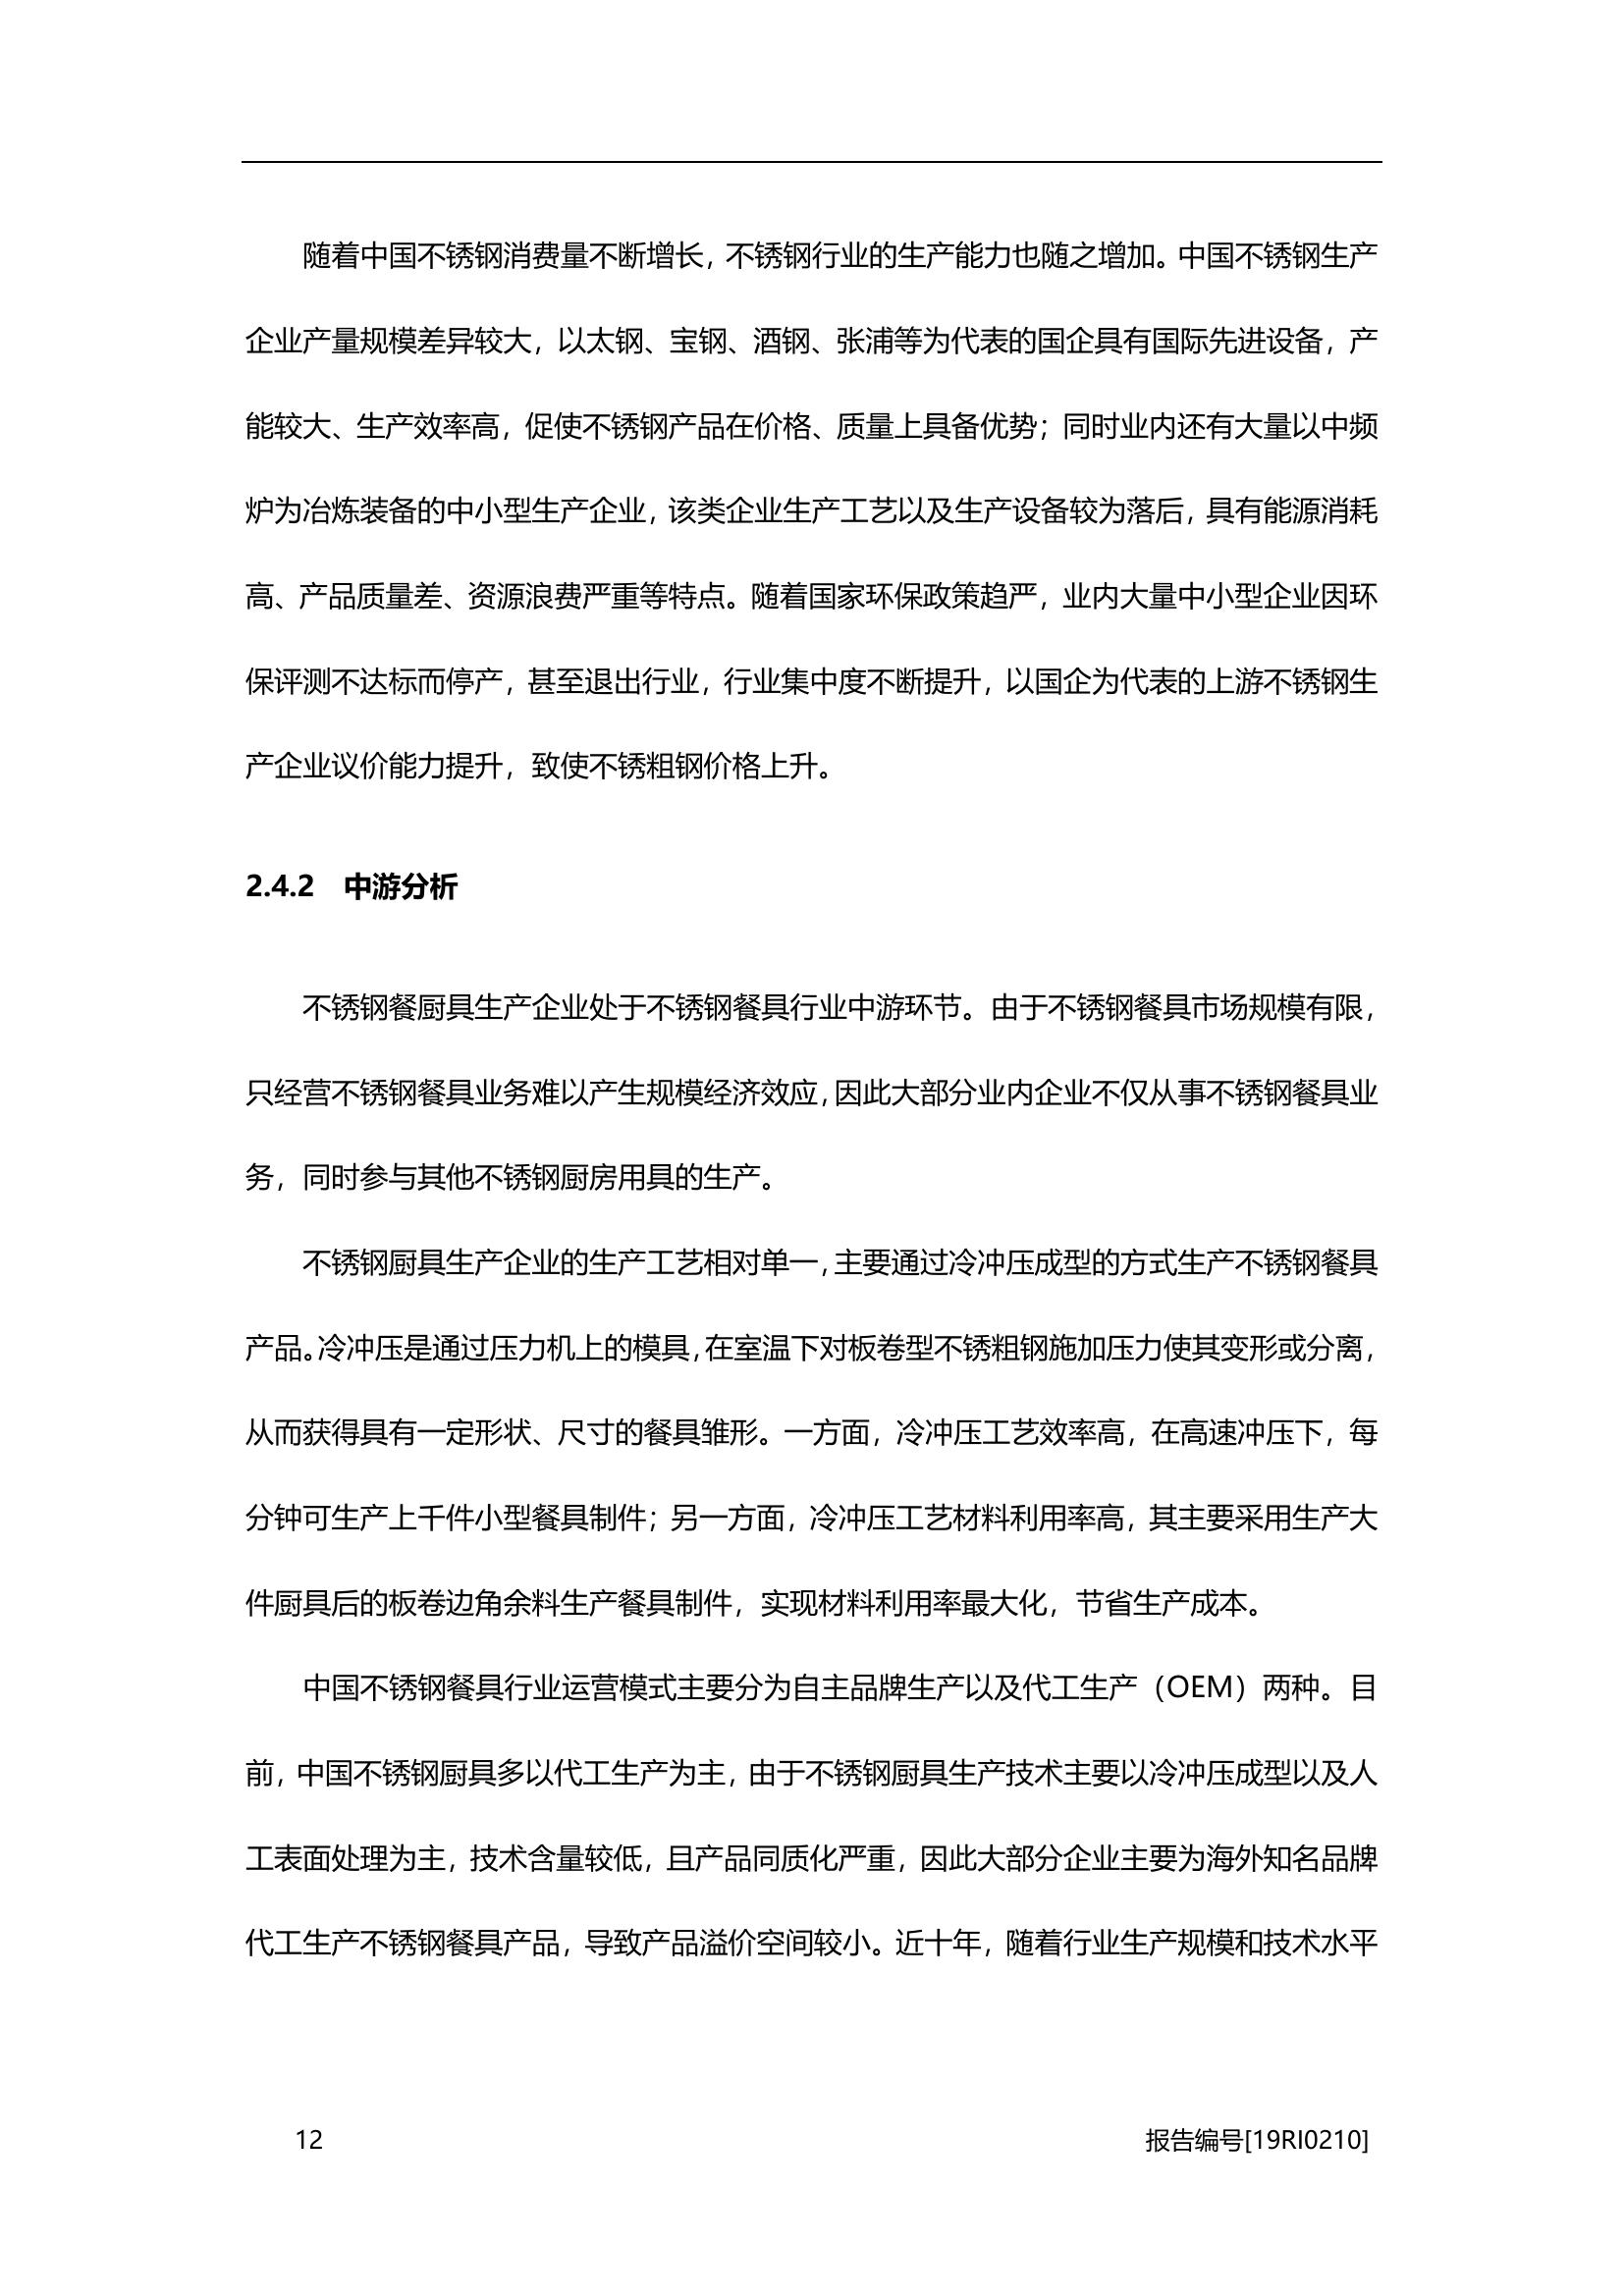 随着中国不锈钢消费量不断增长，不锈钢行业的生产能力也随之增加。中国不锈钢生产
企业产量规模差异较大，以太钢、宝钢、酒钢、张浦等为代表的国企具有国际先进设备，产
能较大、生产效率高，促使不锈钢产品在价格、质量上具备优势；同时业内还有大量以中频
炉为冶炼装备的中小型生产企业，该类企业生产工艺以及生产设备较为落后，具有能源消耗
高、产品质量差、资源浪费严重等特点。随着国家环保政策趋严，业内大量中小型企业因环
保评测不达标而停产，甚至退出行业，行业集中度不断提升，以国企为代表的上游不锈钢生
产企业议价能力提升，致使不锈粗钢价格上升。
2.4.2 中游分析
不锈钢餐厨具生产企业处于不锈钢餐具行业中游环节。由于不锈钢餐具市场规模有限，
只经营不锈钢餐具业务难以产生规模经济效应，因此大部分业内企业不仅从事不锈钢餐具业
务，同时参与其他不锈钢厨房用具的生产。
不锈钢厨具生产企业的生产工艺相对单一，主要通过冷冲压成型的方式生产不锈钢餐具
产品。冷冲压是通过压力机上的模具，在室温下对板卷型不锈粗钢施加压力使其变形或分离，
从而获得具有一定形状、尺寸的餐具雏形。一方面，冷冲压工艺效率高，在高速冲压下，每
分钟可生产上千件小型餐具制件；另一方面，冷冲压工艺材料利用率高，其主要采用生产大
件厨具后的板卷边角余料生产餐具制件，实现材料利用率最大化，节省生产成本。
中国不锈钢餐具行业运营模式主要分为自主品牌生产以及代工生产（OEM）两种。目
前，中国不锈钢厨具多以代工生产为主，由于不锈钢厨具生产技术主要以冷冲压成型以及人
工表面处理为主，技术含量较低，且产品同质化严重，因此大部分企业主要为海外知名品牌
代工生产不锈钢餐具产品，导致产品溢价空间较小。近十年，随着行业生产规模和技术水平
12 报告编号[19RI0210]